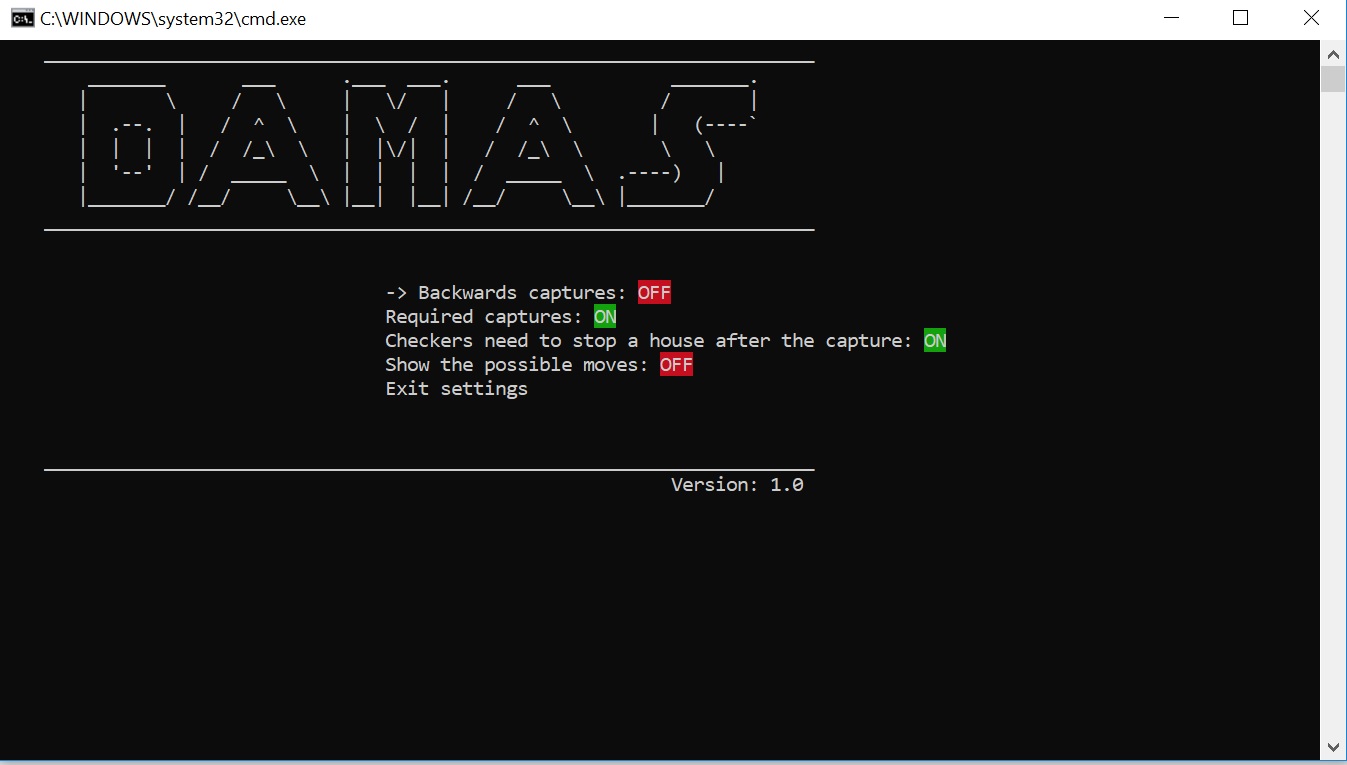 C:\WINDOWS\system32\cmd.exe
DAMAS
-> Backwards captures: OFF
Required captures: ON
Checkers need to stop a house after the capture: ON
Show the possible moves: OFF
Exit settings
Version: 1.0